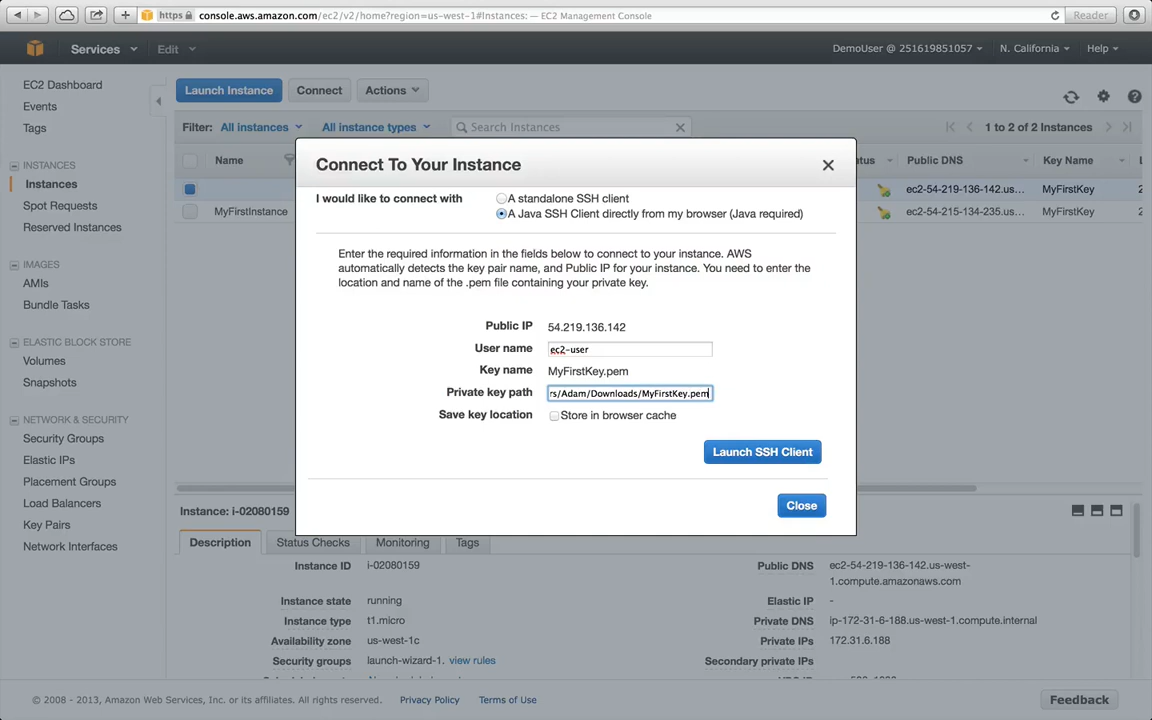 https console.aws.amazon.com/ec2/v2/home?region=us-west-1#Instances: — EC2 Management Console Reader
Services Edit DemoUser @ 251619851057 N. California Help
EC2 Dashboard
Events
Tags
INSTANCES
Instances
Spot Requests
Reserved Instances
IMAGES
AMIs
Bundle Tasks
ELASTIC BLOCK STORE
Volumes
Snapshots
NETWORK & SECURITY
Security Groups
Elastic IPs
Placement Groups
Load Balancers
Key Pairs
Network Interfaces
Launch Instance Connect Actions
Filter: All instances All instance types Search Instances 1 to 2 of 2 Instances
Name Public DNS Key Name
ec2-54-219-136-142.us... MyFirstKey
MyFirstInstance ec2-54-215-134-235.us... MyFirstKey
Connect To Your Instance
I would like to connect with A standalone SSH client
A Java SSH Client directly from my browser (Java required)
Enter the required information in the fields below to connect to your instance. AWS
automatically detects the key pair name, and Public IP for your instance. You need to enter the
location and name of the .pem file containing your private key.
Public IP 54.219.136.142
User name ec2-user
Key name MyFirstKey.pem
Private key path rs/Adam/Downloads/MyFirstKey.pem
Save key location Store in browser cache
Launch SSH Client
Close
Instance: i-02080159
Description Status Checks Monitoring Tags
Instance ID i-02080159 Public DNS ec2-54-219-136-142.us-west-
1.compute.amazonaws.com
Instance state running Elastic IP -
Instance type t1.micro Private DNS ip-172-31-6-188.us-west-1.compute.internal
Availability zone us-west-1c Private IPs 172.31.6.188
Security groups launch-wizard-1. view rules Secondary private IPs
© 2008 - 2013, Amazon Web Services, Inc. or its affiliates. All rights reserved. Privacy Policy Terms of Use Feedback